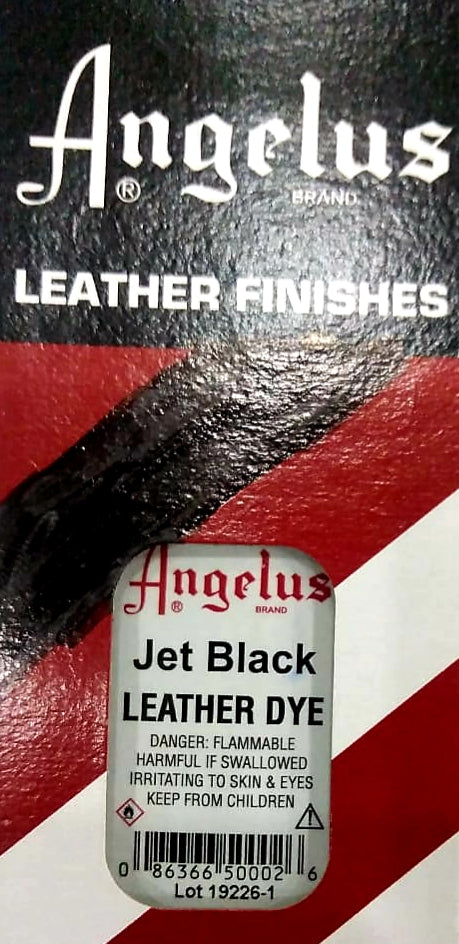 Angelus
® BRAND
LEATHER FINISHES
Angelus
® BRAND
Jet Black
LEATHER DYE
DANGER: FLAMMABLE
HARMFUL IF SWALLOWED
IRRITATING TO SKIN & EYES
KEEP FROM CHILDREN
0 86366 50002 6
Lot 19226-1